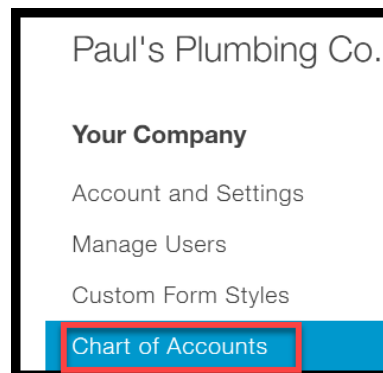 Paul's Plumbing Co.
Your Company
Account and Settings
Manage Users
Custom Form Styles
Chart of Accounts